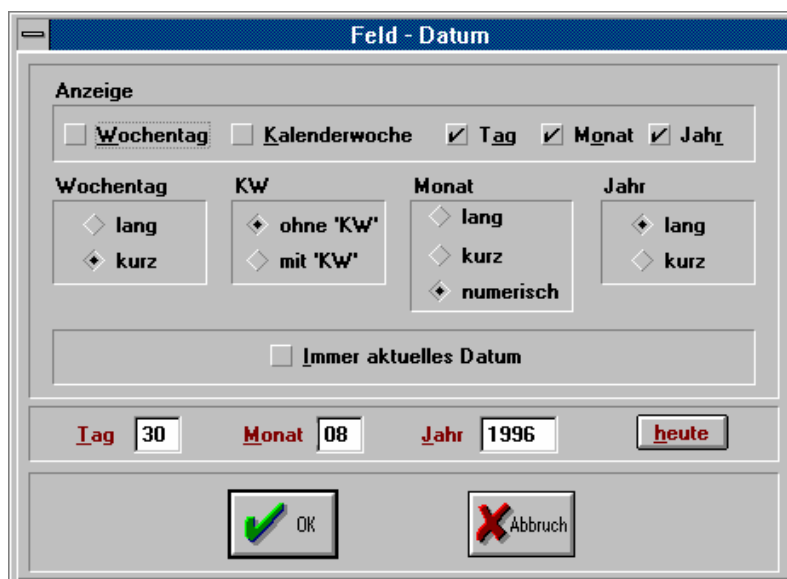 Feld - Datum
Anzeige
Wochentag Kalenderwoche Tag Monat Jahr
Wochentag KW Monat Jahr
lang ohne "KW" lang lang
kurz mit "KW" kurz kurz
numerisch
Immer aktuelles Datum
Tag 30 Monat 08 Jahr 1996 heute
OK Abbruch